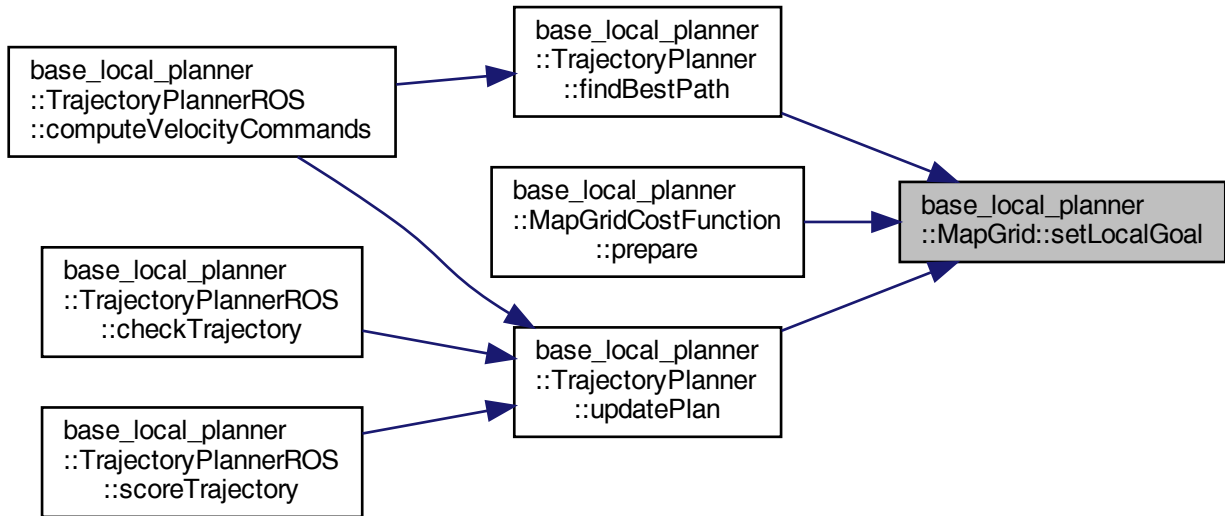 base_local_planner
::TrajectoryPlanner
::findBestPath
base_local_planner
::TrajectoryPlannerROS
::computeVelocityCommands
base_local_planner
::MapGridCostFunction
::prepare
base_local_planner
::MapGrid::setLocalGoal
base_local_planner
::TrajectoryPlannerROS
::checkTrajectory
base_local_planner
::TrajectoryPlanner
::updatePlan
base_local_planner
::TrajectoryPlannerROS
::scoreTrajectory